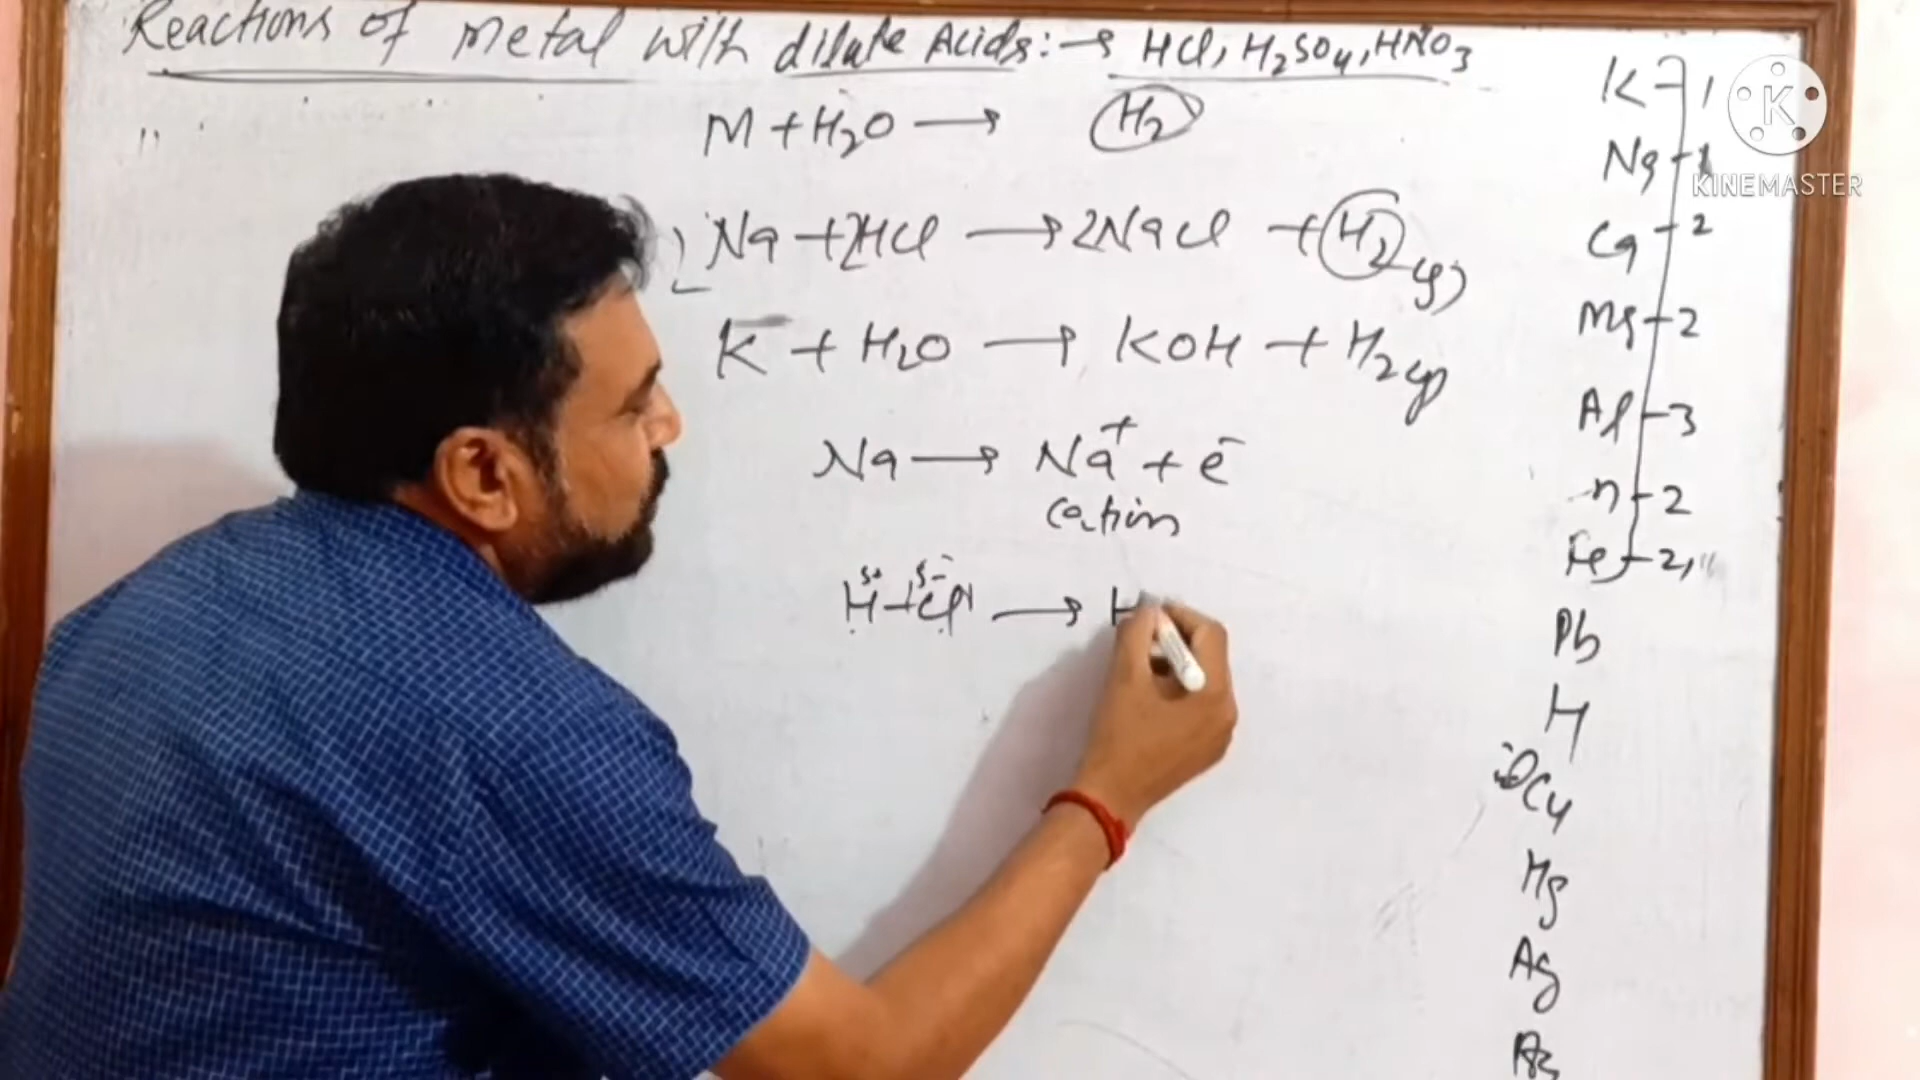 Reactions of metal with dilute Acids:→ HCl, H2SO4, HNO3
M + H2O → H2
2Na + 2HCl → 2NaCl + H2(g)
K + H2O → KOH + H2(g)
Na → Na+ + e-
cation
H - Cl → H
K - 1
Na - 1
Ca - 2
Mg - 2
Al - 3
n - 2
Fe - 2,
Pb
H
Cu
Hg
Ag
K
KINEMASTER